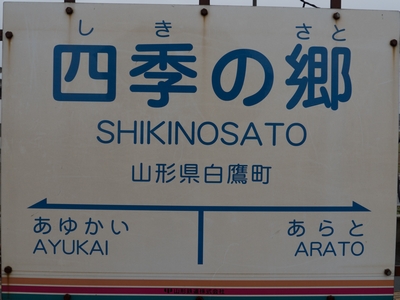 しき さと
四季の郷
SHIKINOSATO
山形県白鷹町
あゆかい あらと
AYUKAI ARATO